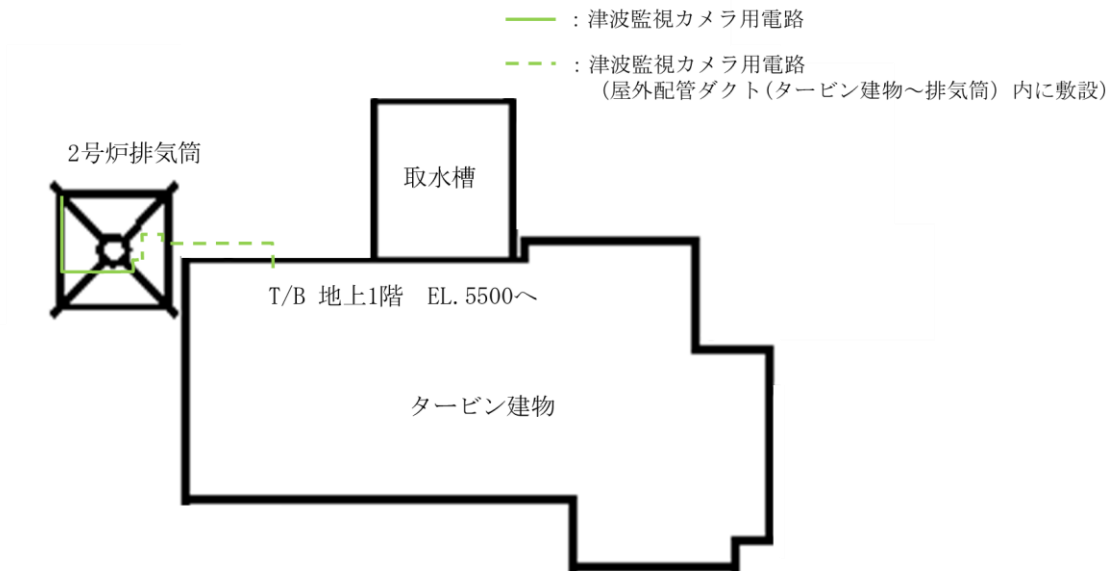 ：津波監視カメラ用電路
：津波監視カメラ用電路
（屋外配管ダクト(タービン建物～排気筒）内に敷設)
2号炉排気筒
取水槽
T/B 地上1階　EL.5500へ
タービン建物